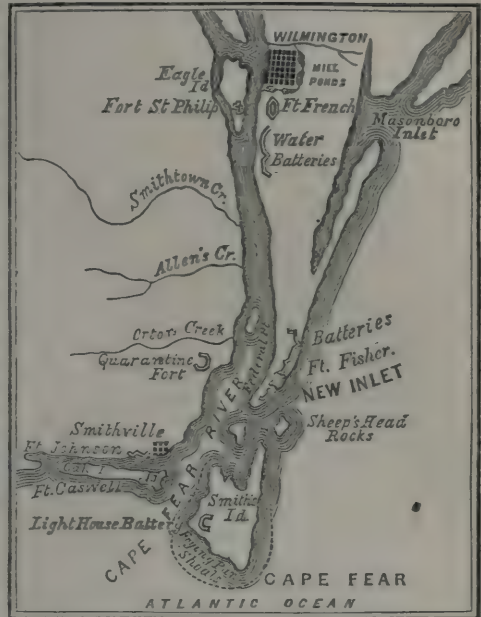 WILMINGTON
MILL
PONDS
Eagle
Id
Fort St Philip
Ft French
Masonboro
Inlet
Water
Batteries
Smithtown Cr.
Allen's Cr.
Orton Creek
Federal Pt
Batteries
Quarantine
Fort
Ft. Fisher.
NEW INLET
Sheep's Head
Rocks
Smithville
Ft Johnson
Ft. Caswell
CAPE FEAR RIVER
Smith's
Id
Light House Batter
Frying Pan
Shoals
CAPE FEAR
ATLANTIC OCEAN